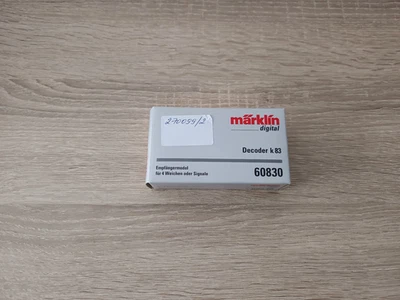 märklin
digital
Decoder k 83
Empfängermodul
für 4 Weichen oder Signale
60830